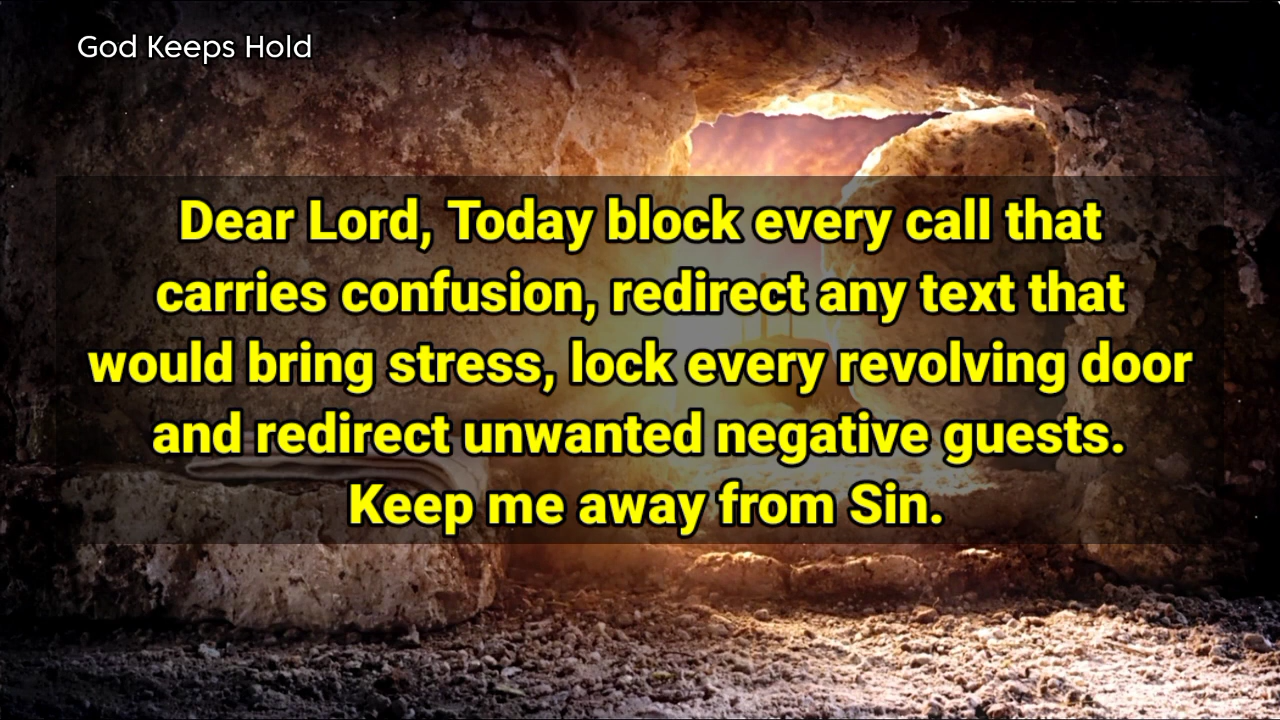 God Keeps Hold
Dear Lord, Today block every call that
carries confusion, redirect any text that
would bring stress, lock every revolving door
and redirect unwanted negative guests.
Keep me away from Sin.